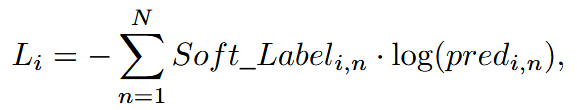 L_i = - \sum_{n=1}^{N} Soft\_Label_{i,n} \cdot \log(pred_{i,n}),